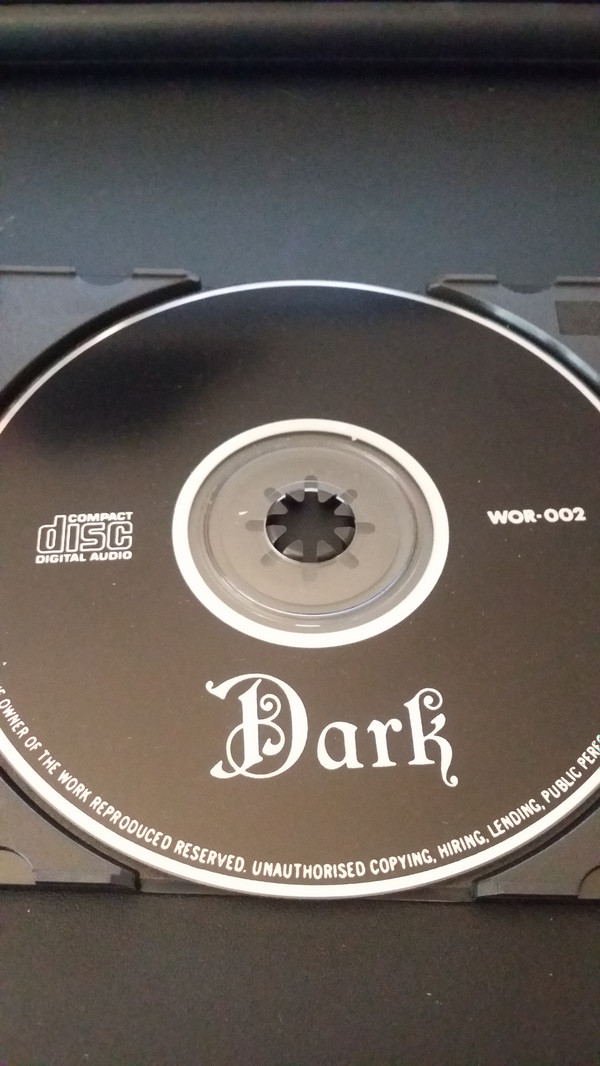 COMPACT
disc
DIGITAL AUDIO
WOR-002
Dark
OWNER OF THE WORK REPRODUCED RESERVED. UNAUTHORISED COPYING, HIRING, LENDING, PUBLIC